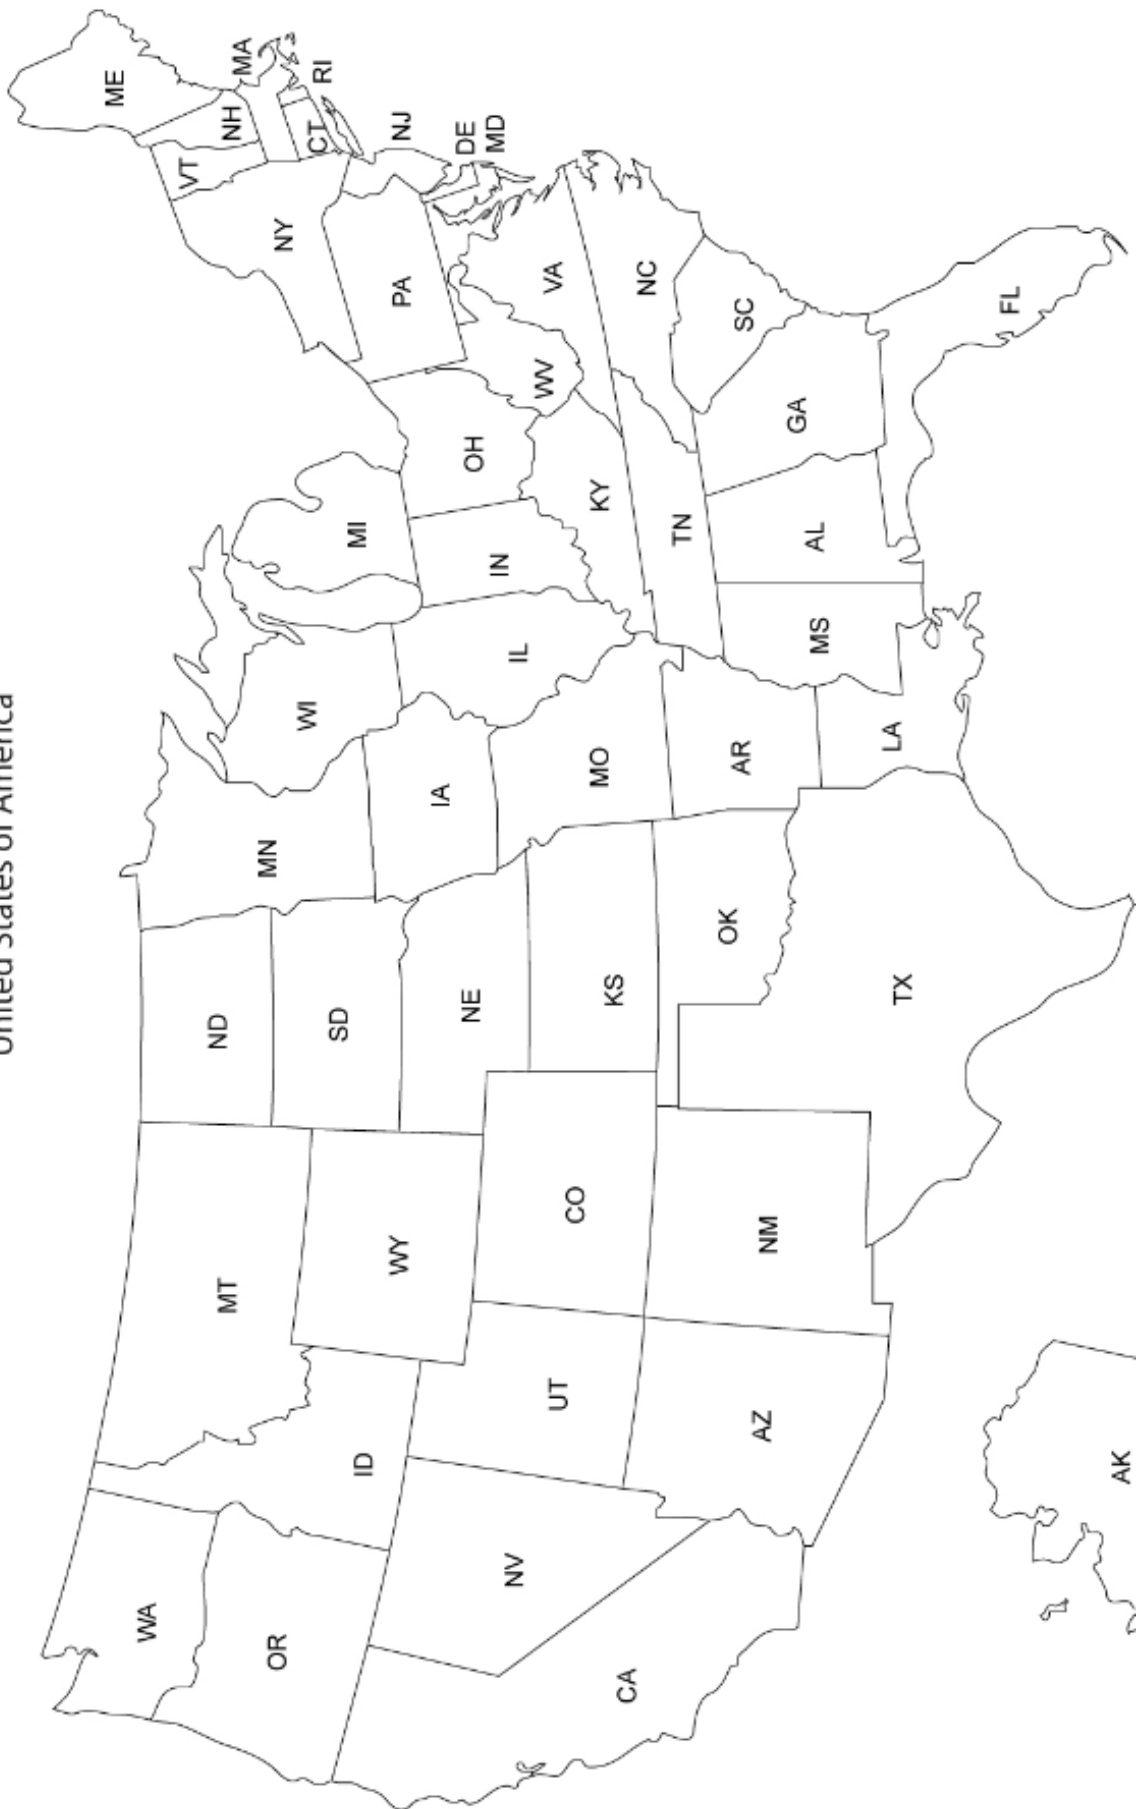 United States of America
WA
OR
CA
NV
ID
MT
WY
UT
AZ
CO
NM
ND
SD
NE
KS
OK
TX
MN
IA
MO
AR
LA
WI
IL
MS
MI
IN
KY
TN
AL
OH
WV
GA
FL
SC
NC
VA
PA
NY
VT
NH
ME
MA
RI
CT
NJ
DE
MD
AK